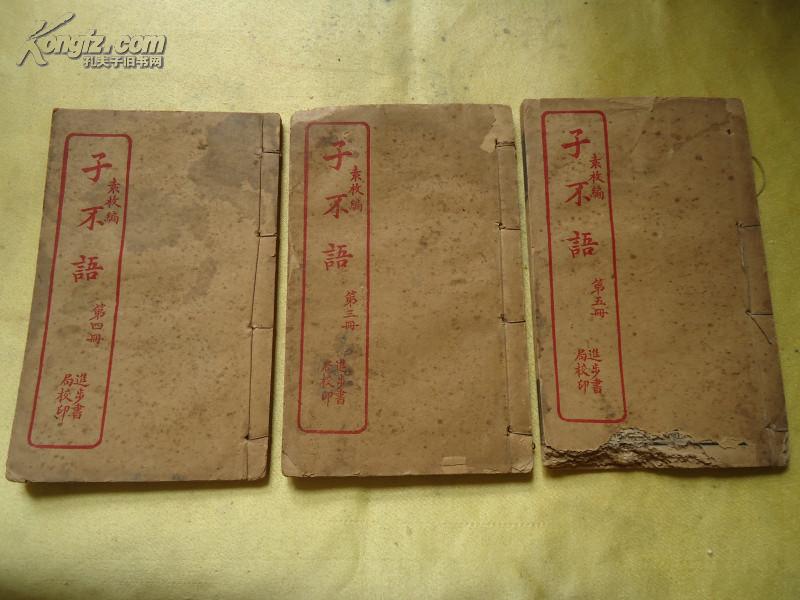 Kongfz.com
孔夫子旧书网
子不語
袁枚編
第四冊
進步書
局校印
子不語
袁枚編
第三冊
進步書
局校印
子不語
袁枚編
第五冊
進步書
局校印